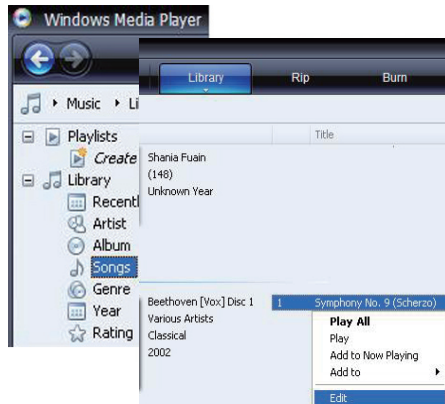 Windows Media Player
Music Li
Playlists
Create
Library
Recentl
Artist
Album
Songs
Genre
Year
Rating
Library Rip Burn
Title
Shania Fuain
(148)
Unknown Year
Beethoven [Vox] Disc 1 1 Symphony No. 9 (Scherzo)
Various Artists
Classical
2002
Play All
Play
Add to Now Playing
Add to
Edit